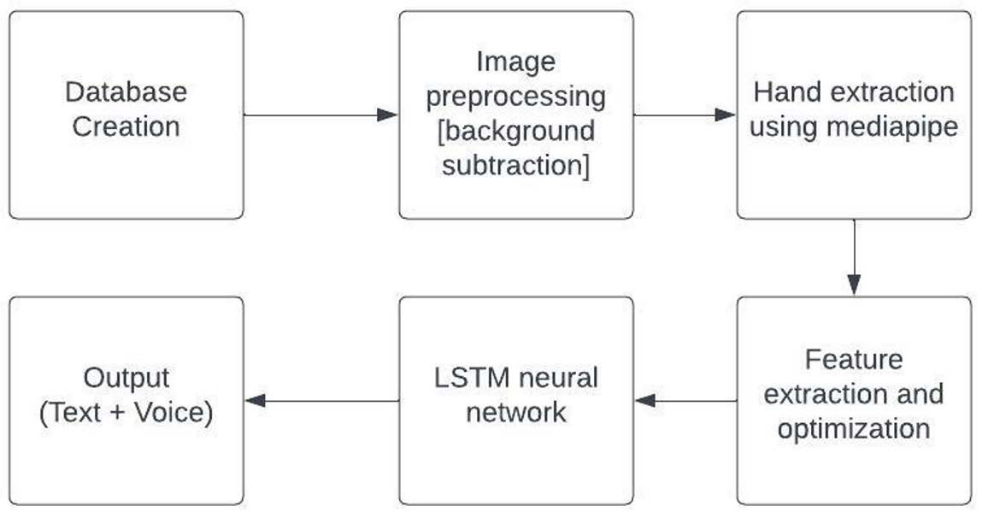 Database
Creation
Image
preprocessing
[background
subtraction]
Hand extraction
using mediapipe
Feature
extraction and
optimization
LSTM neural
network
Output
(Text + Voice)